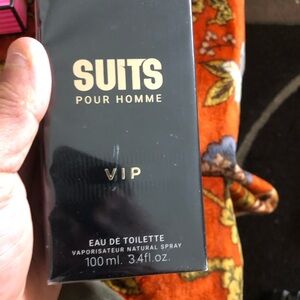 SUITS
POUR HOMME
VIP
EAU DE TOILETTE
VAPORISATEUR NATURAL SPRAY
100 ml. 3.4fl.oz.